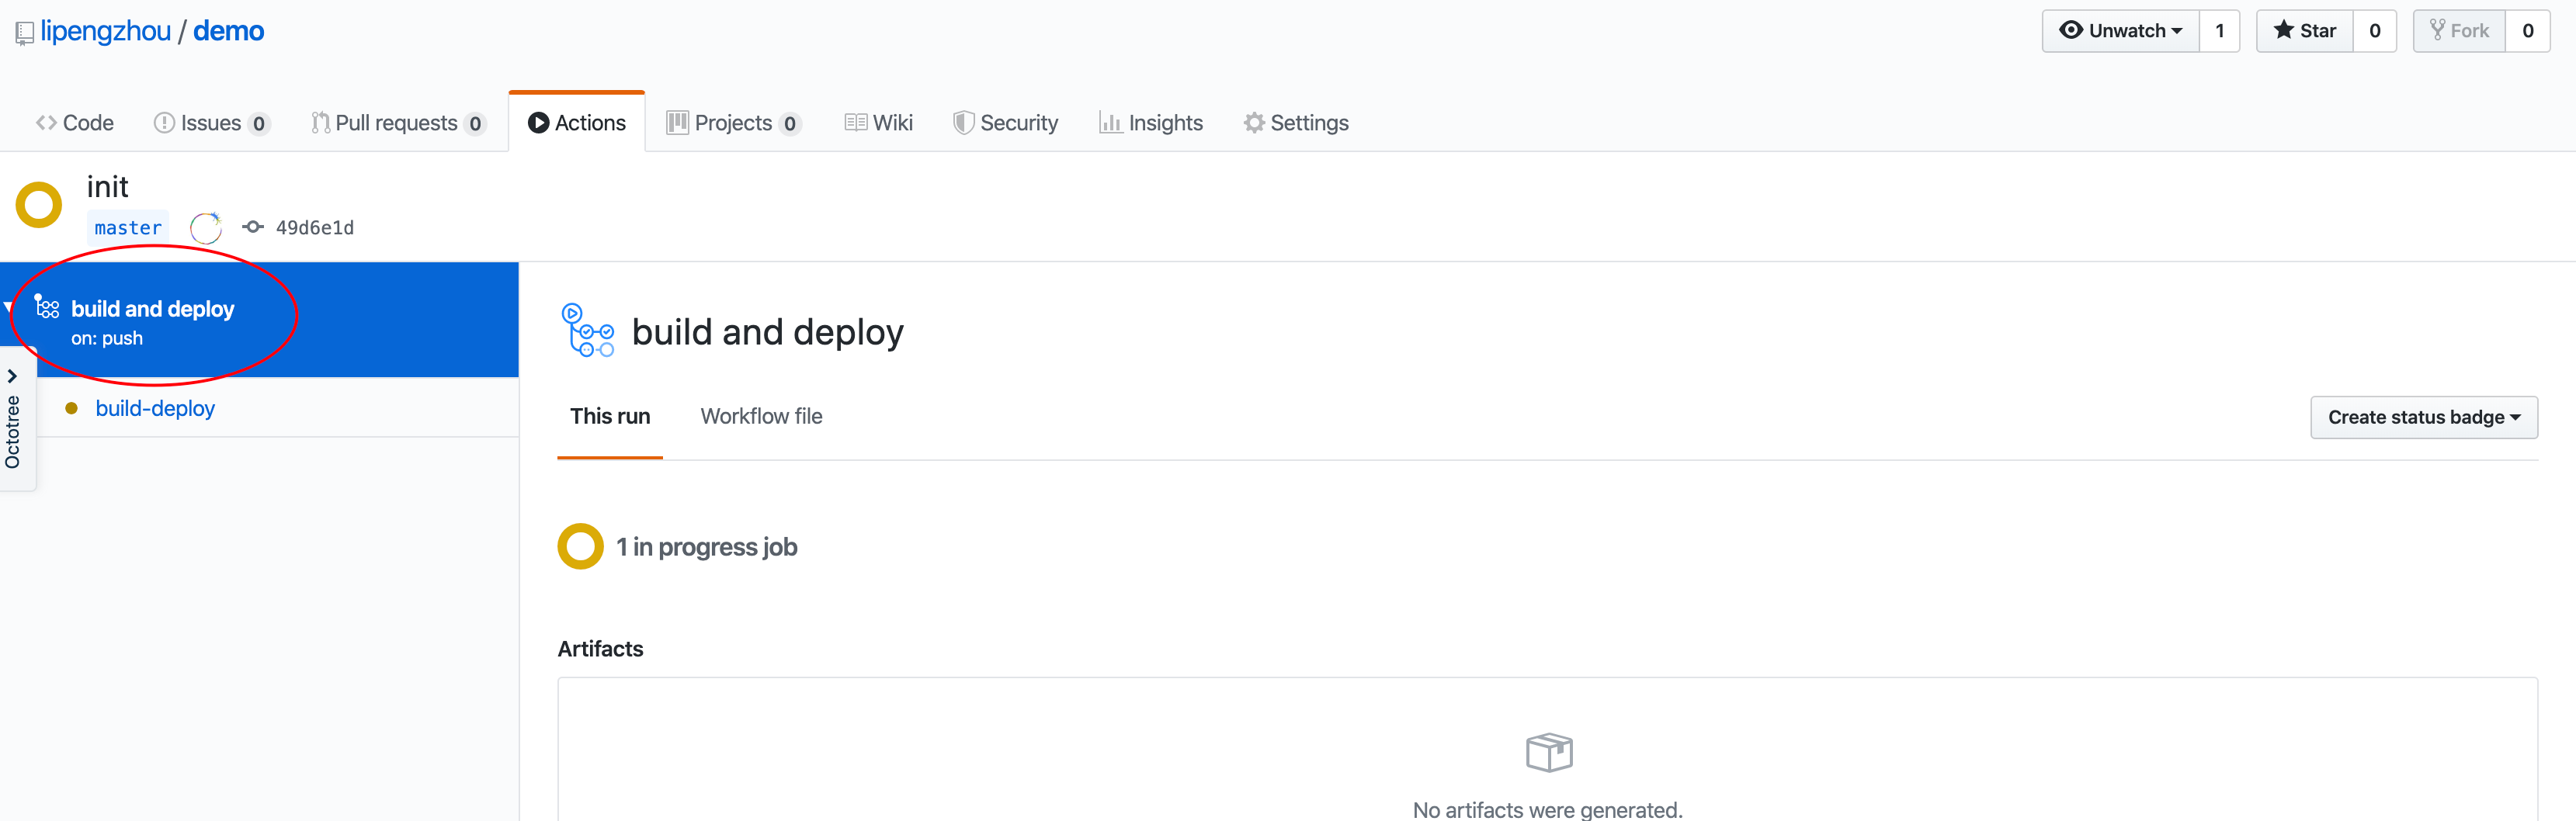 lipengzhou / demo
Unwatch 1 Star 0 Fork 0
Code Issues 0 Pull requests 0 Actions Projects 0 Wiki Security Insights Settings
init
master 49d6e1d
build and deploy
on: push
build-deploy
Octotree
build and deploy
This run Workflow file Create status badge
1 in progress job
Artifacts
No artifacts were generated.